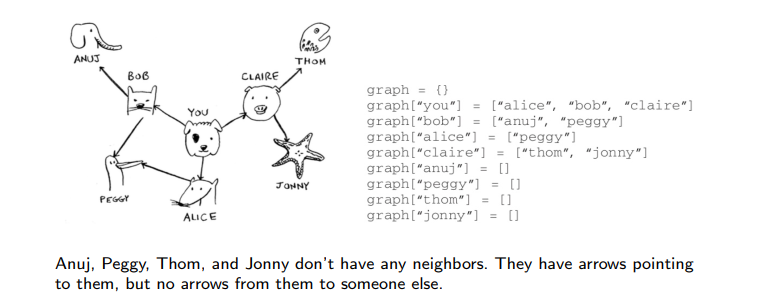 ANUJ
THOM
BOB
CLAIRE
YOU
PEGGY
JONNY
ALICE
graph = {}
graph["you"] = ["alice", "bob", "claire"]
graph["bob"] = ["anuj", "peggy"]
graph["alice"] = ["peggy"]
graph["claire"] = ["thom", "jonny"]
graph["anuj"] = []
graph["peggy"] = []
graph["thom"] = []
graph["jonny"] = []
Anuj, Peggy, Thom, and Jonny don't have any neighbors. They have arrows pointing
to them, but no arrows from them to someone else.